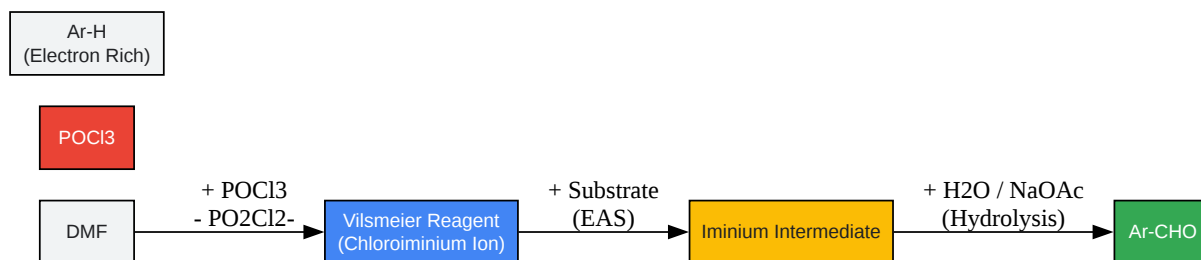 Ar-H
(Electron Rich)
POCl3
DMF
+ POCl3
- PO2Cl2-
Vilsmeier Reagent
(Chloroiminium Ion)
+ Substrate
(EAS)
Iminium Intermediate
+ H2O / NaOAc
(Hydrolysis)
Ar-CHO